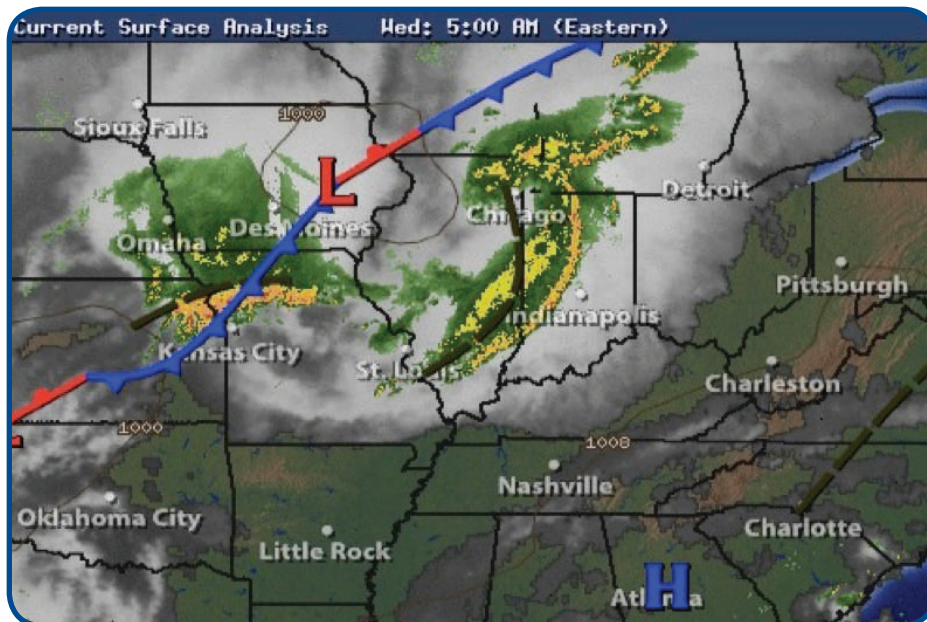 Current Surface Analysis Wed: 5:00 AM (Eastern)
1000
Sioux Falls
L
Detroit
Chicago
Omaha
Des Moines
Pittsburgh
Indianapolis
Kansas City
St. Louis
Charleston
1000
1008
Nashville
Oklahoma City
Charlotte
Little Rock
H
Atlanta
L